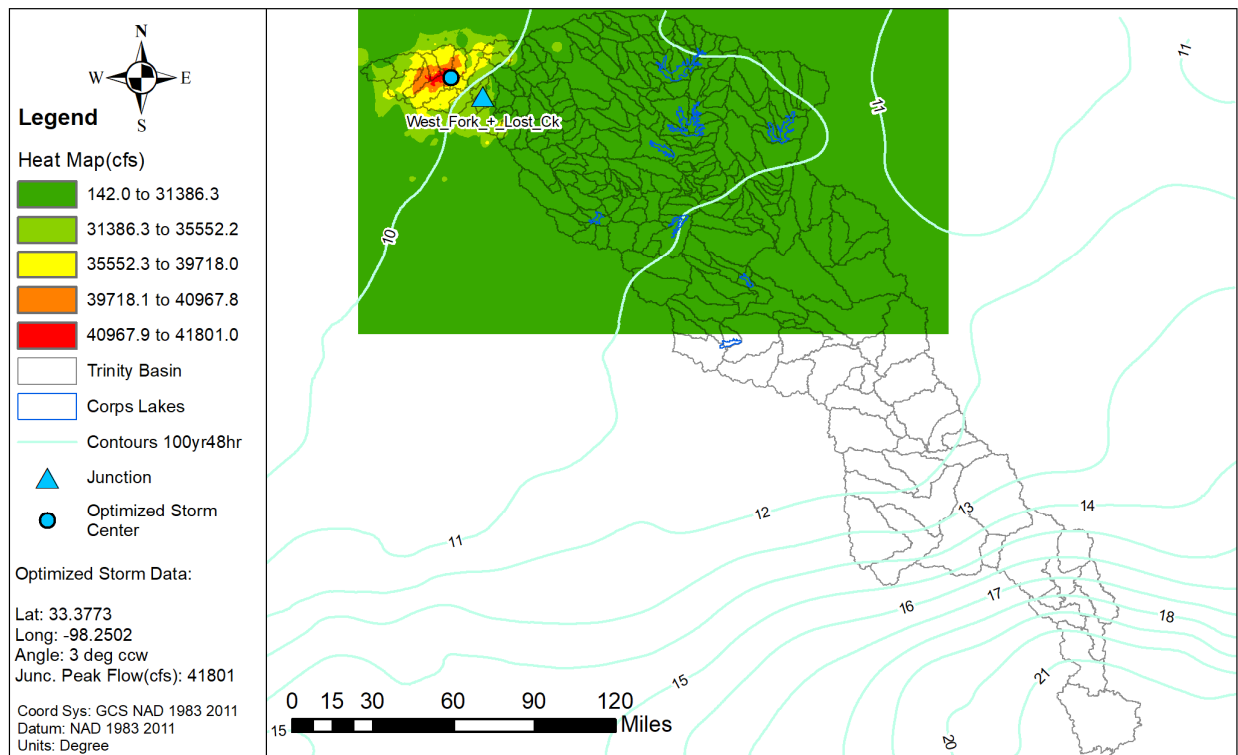 N
W
E
S
Legend
Heat Map(cfs)
142.0 to 31386.3
31386.3 to 35552.2
35552.3 to 39718.0
39718.1 to 40967.8
40967.9 to 41801.0
Trinity Basin
Corps Lakes
Contours 100yr48hr
Junction
Optimized Storm
Center
Optimized Storm Data:
Lat: 33.3773
Long: -98.2502
Angle: 3 deg ccw
Junc. Peak Flow(cfs): 41801
Coord Sys: GCS NAD 1983 2011
Datum: NAD 1983 2011
Units: Degree
West_Fork_+_Lost_Ck
11
11
10
12
13
14
11
16
17
18
15
21
20
15
0 15 30 60 90 120
Miles